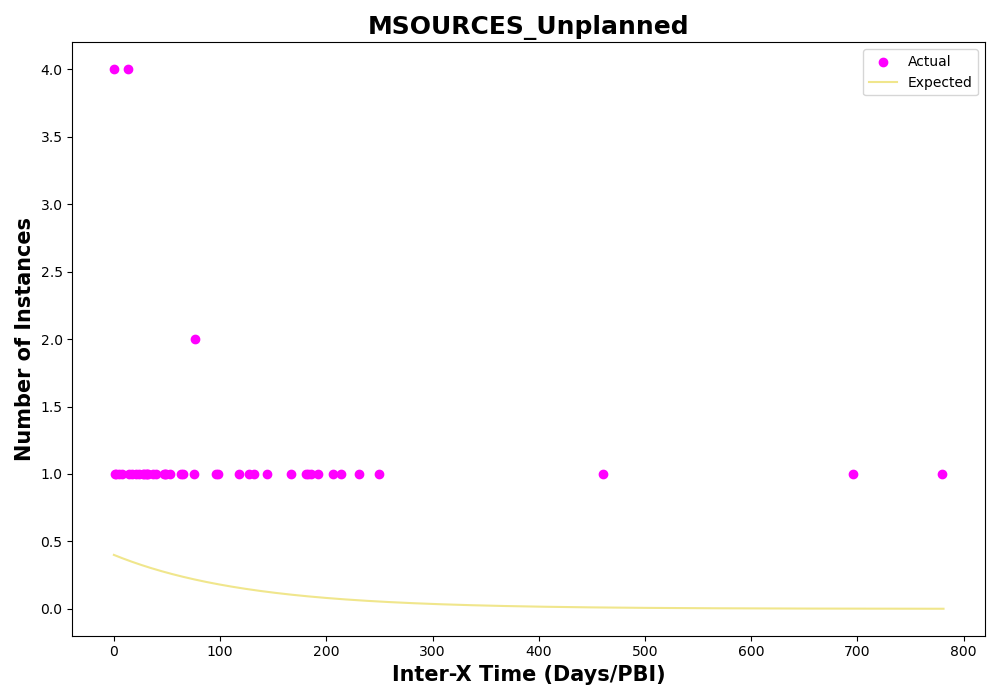 MSOURCES_Unplanned
Actual
Expected
Number of Instances
4.0
3.5
3.0
2.5
2.0
1.5
1.0
0.5
0.0
0 100 200 300 400 500 600 700 800
Inter-X Time (Days/PBI)